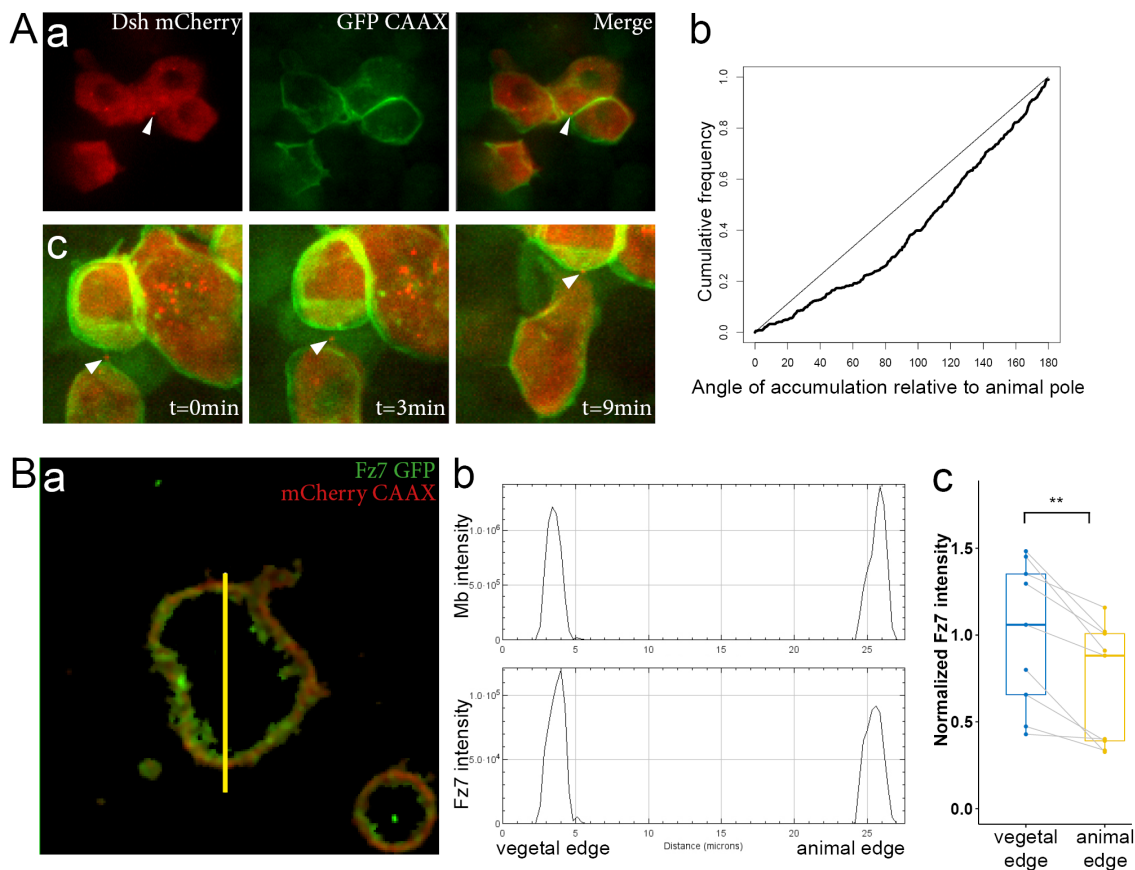 A
a
Dsh mCherry
GFP CAAX
Merge
b
1.0
0.8
0.6
0.4
0.2
0.0
Cumulative frequency
0 20 40 60 80 100 120 140 160 180
Angle of accumulation relative to animal pole
c
t=0min
t=3min
t=9min
B
a
Fz7 GFP
mCherry CAAX
b
Mb intensity
1.0·10⁶
5.0·10⁵
0
Fz7 intensity
1.0·10⁵
5.0·10⁴
0
0 5 10 15 20 25
Distance (microns)
vegetal edge
animal edge
c
**
Normalized Fz7 intensity
1.5
1.0
0.5
0.0
vegetal
edge
animal
edge